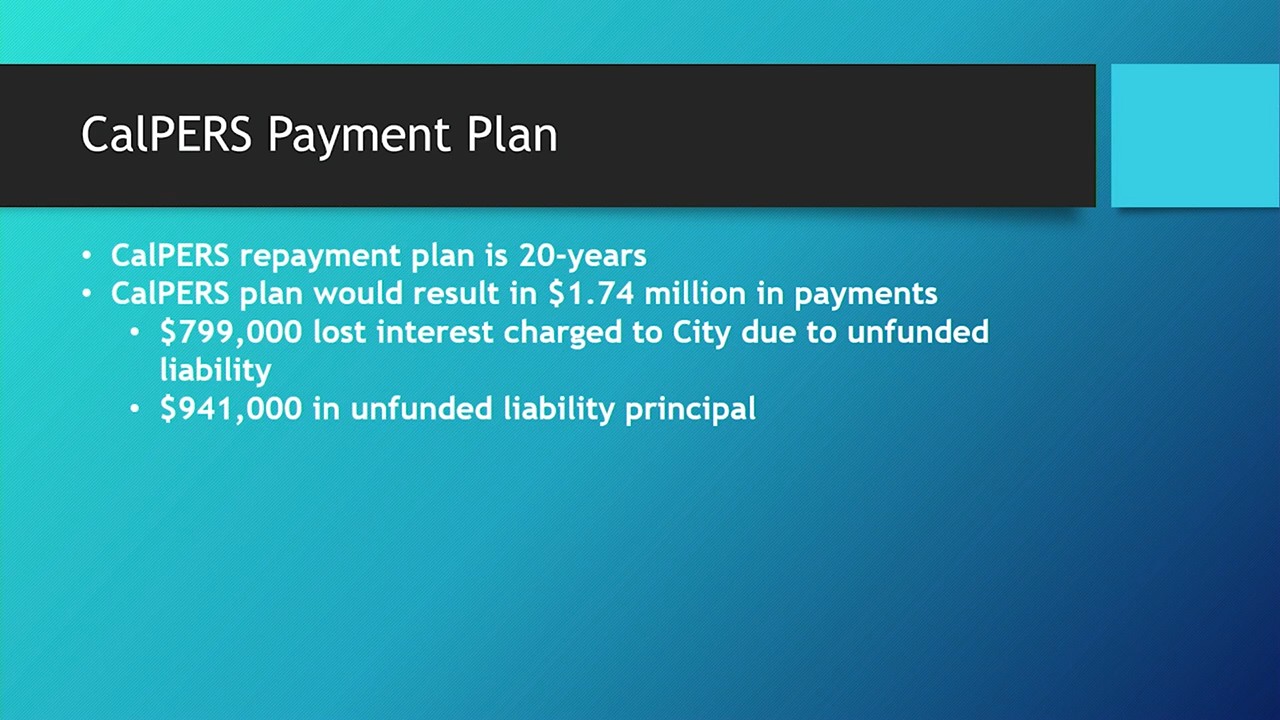 CalPERS Payment Plan
• CalPERS repayment plan is 20-years
• CalPERS plan would result in $1.74 million in payments
• $799,000 lost interest charged to City due to unfunded
liability
• $941,000 in unfunded liability principal